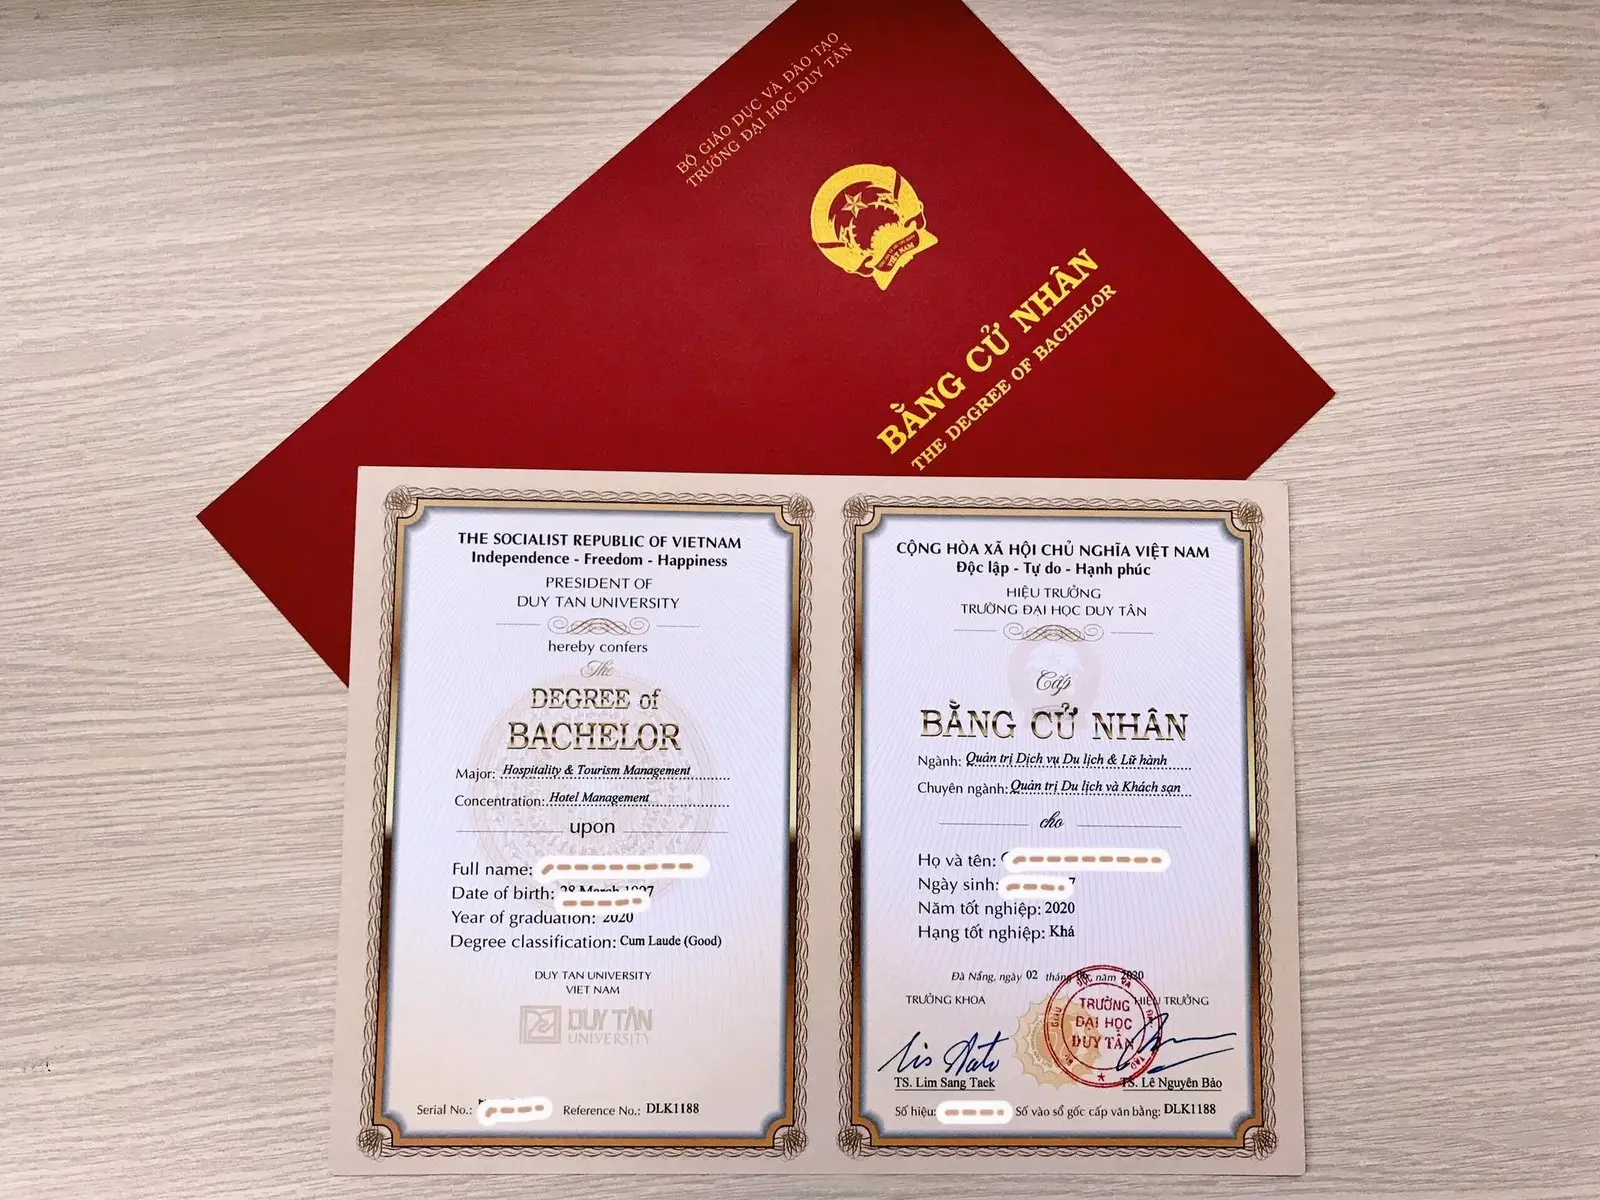 BỘ GIÁO DỤC VÀ ĐÀO TẠO
TRƯỜNG ĐẠI HỌC DUY TÂN
VIỆT NAM
BẰNG CỬ NHÂN
THE DEGREE OF BACHELOR
THE SOCIALIST REPUBLIC OF VIETNAM
Independence - Freedom - Happiness
PRESIDENT OF
DUY TAN UNIVERSITY
hereby confers
The
DEGREE of
BACHELOR
Major: Hospitality & Tourism Management
Concentration: Hotel Management
upon
Full name:
Date of birth:
Year of graduation: 2020
Degree classification: Cum Laude (Good)
DUY TAN UNIVERSITY
VIET NAM
DUY TÂN
UNIVERSITY
Serial No.: Reference No.: DLK1188
CỘNG HÒA XÃ HỘI CHỦ NGHĨA VIỆT NAM
Độc lập - Tự do - Hạnh phúc
HIỆU TRƯỞNG
TRƯỜNG ĐẠI HỌC DUY TÂN
Cấp
BẰNG CỬ NHÂN
Ngành: Quản trị Dịch vụ Du lịch & Lữ hành
Chuyên ngành: Quản trị Du lịch và Khách sạn
cho
Họ và tên:
Ngày sinh:
Năm tốt nghiệp: 2020
Hạng tốt nghiệp: Khá
Đà Nẵng, ngày 02 tháng 06 năm 2020
TRƯỞNG KHOA HIỆU TRƯỞNG
TRƯỜNG
ĐẠI HỌC
DUY TÂN
TS. Lim Sang Taek TS. Lê Nguyên Bảo
Số hiệu: Số vào sổ gốc cấp văn bằng: DLK1188